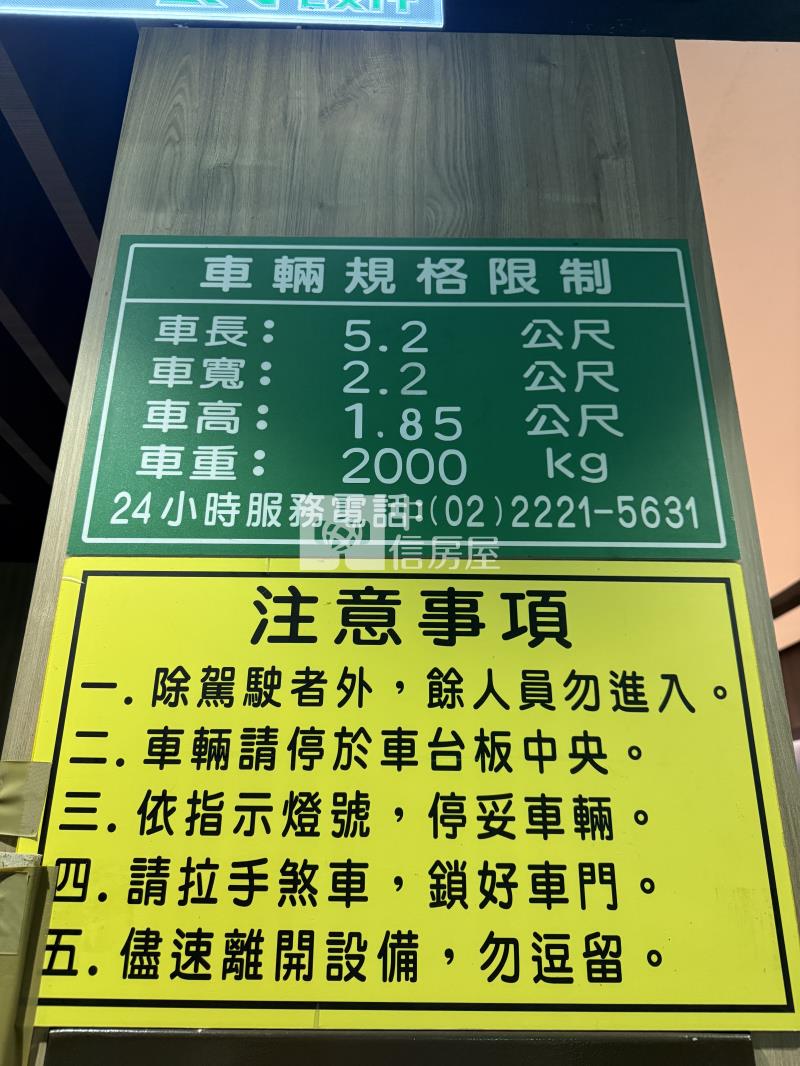 車輛規格限制
車長： 5.2 公尺
車寬： 2.2 公尺
車高： 1.85 公尺
車重： 2000 kg
24小時服務電話:(02)2221-5631
信房屋
注意事項
一.除駕駛者外，餘人員勿進入。
二.車輛請停於車台板中央。
三.依指示燈號，停妥車輛。
四.請拉手煞車，鎖好車門。
五.儘速離開設備，勿逗留。